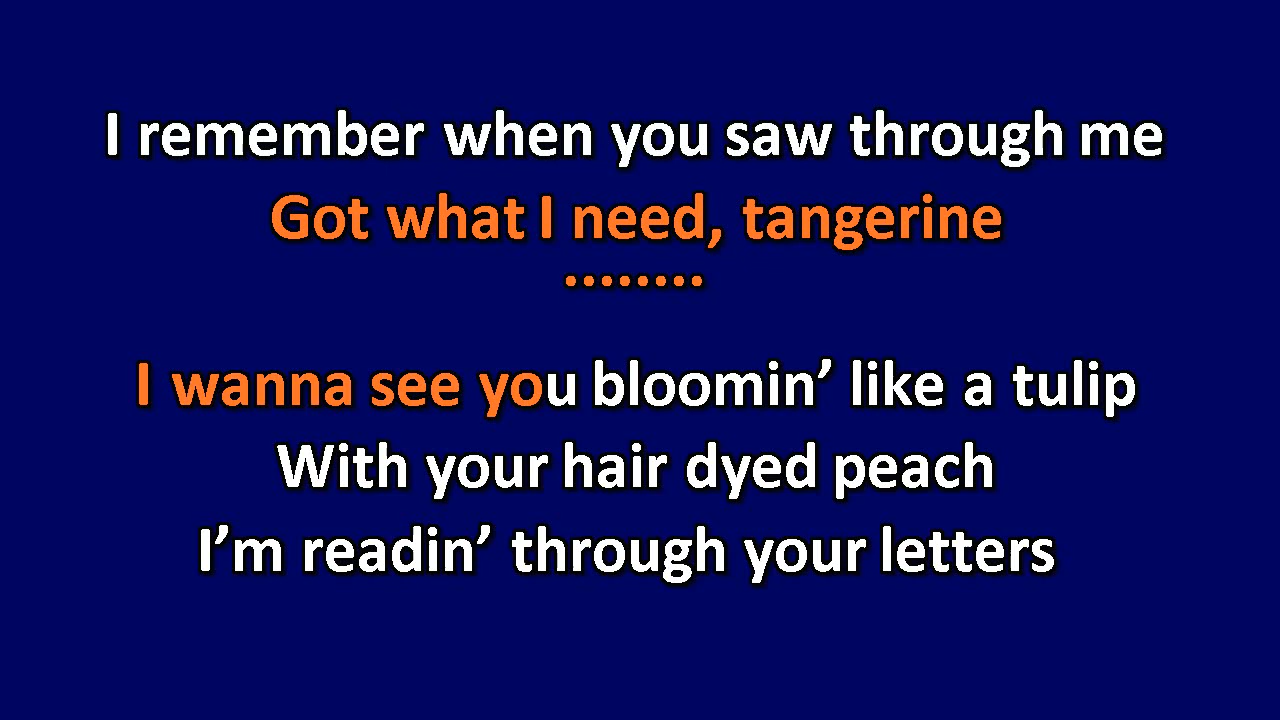 I remember when you saw through me
Got what I need, tangerine
........
I wanna see you bloomin’ like a tulip
With your hair dyed peach
I’m readin’ through your letters